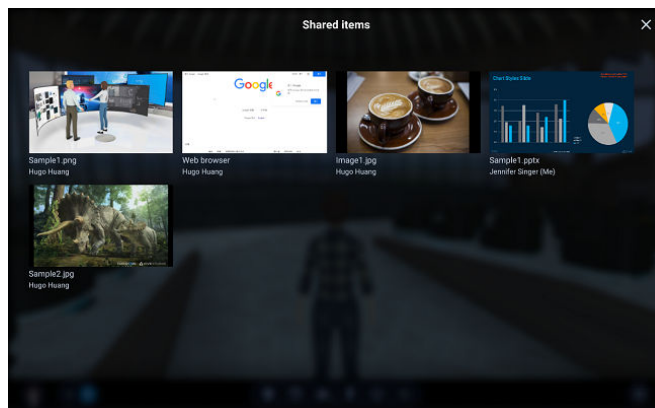 Shared items
Sample1.png
Hugo Huang
Google
Web browser
Hugo Huang
Image1.jpg
Hugo Huang
Chart Styles Slide
Sample1.pptx
Jennifer Singer (Me)
Sample2.jpg
Hugo Huang